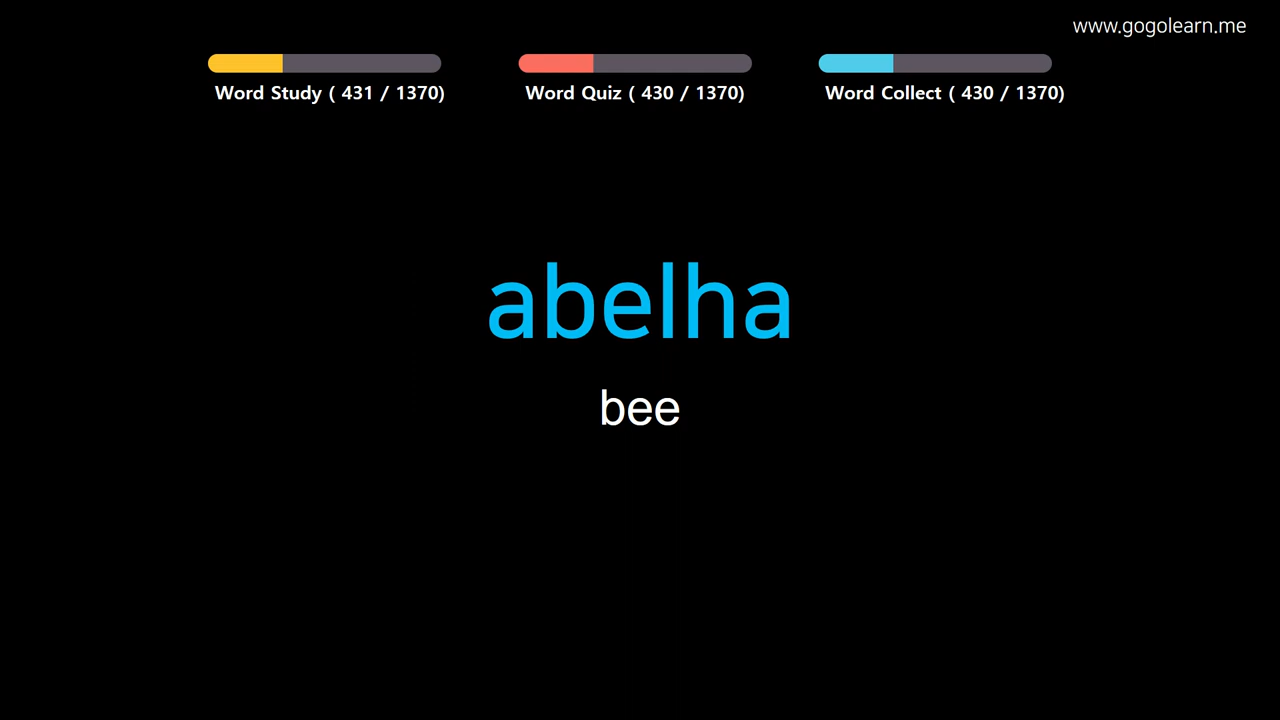 www.gogolearn.me
Word Study ( 431 / 1370)
Word Quiz ( 430 / 1370)
Word Collect ( 430 / 1370)
abelha
bee